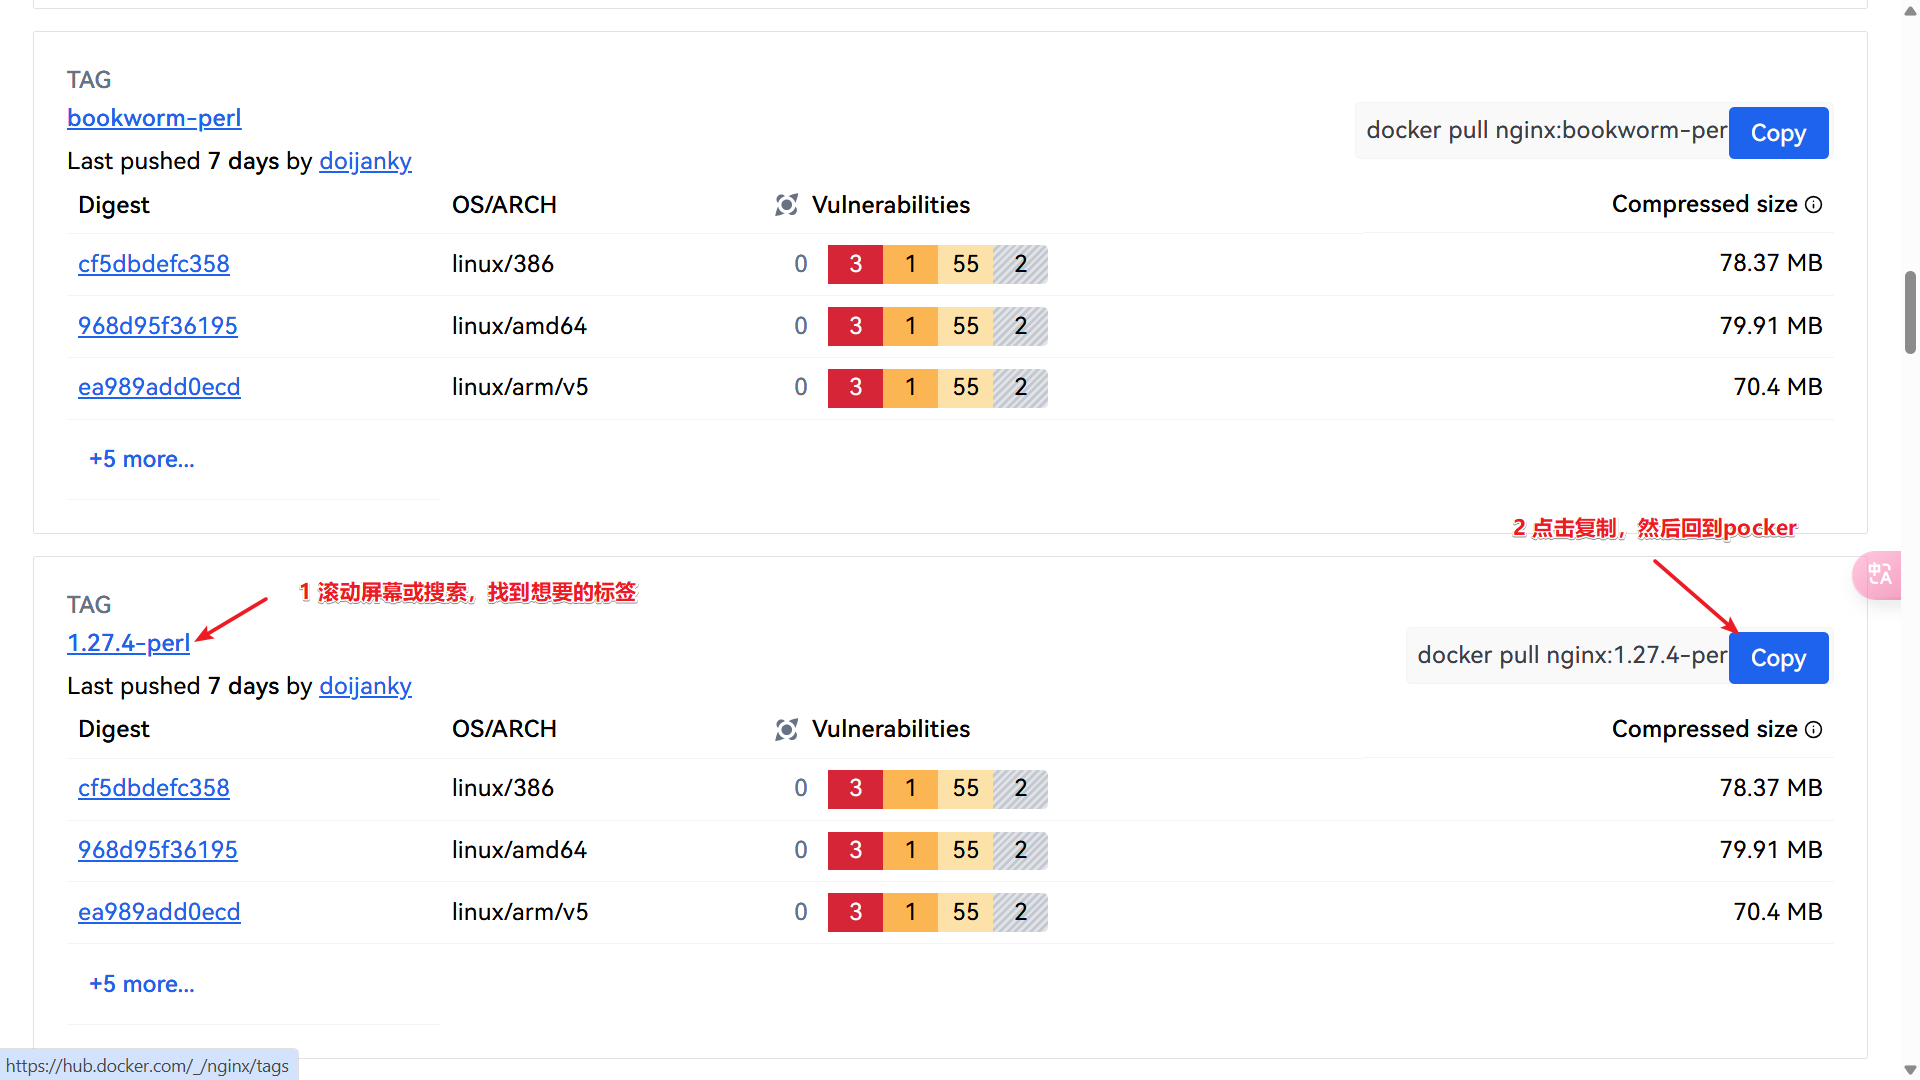 TAG
bookworm-perl
docker pull nginx:bookworm-per
Copy
Last pushed 7 days by doijanky
Digest OS/ARCH Vulnerabilities Compressed size
cf5dbdefc358 linux/386 0 3 1 55 2 78.37 MB
968d95f36195 linux/amd64 0 3 1 55 2 79.91 MB
ea989add0ecd linux/arm/v5 0 3 1 55 2 70.4 MB
+5 more...
2 点击复制，然后回到pocker
1 滚动屏幕或搜索，找到想要的标签
TAG
1.27.4-perl
docker pull nginx:1.27.4-per
Copy
Last pushed 7 days by doijanky
Digest OS/ARCH Vulnerabilities Compressed size
cf5dbdefc358 linux/386 0 3 1 55 2 78.37 MB
968d95f36195 linux/amd64 0 3 1 55 2 79.91 MB
ea989add0ecd linux/arm/v5 0 3 1 55 2 70.4 MB
+5 more...
https://hub.docker.com/_/nginx/tags
中A